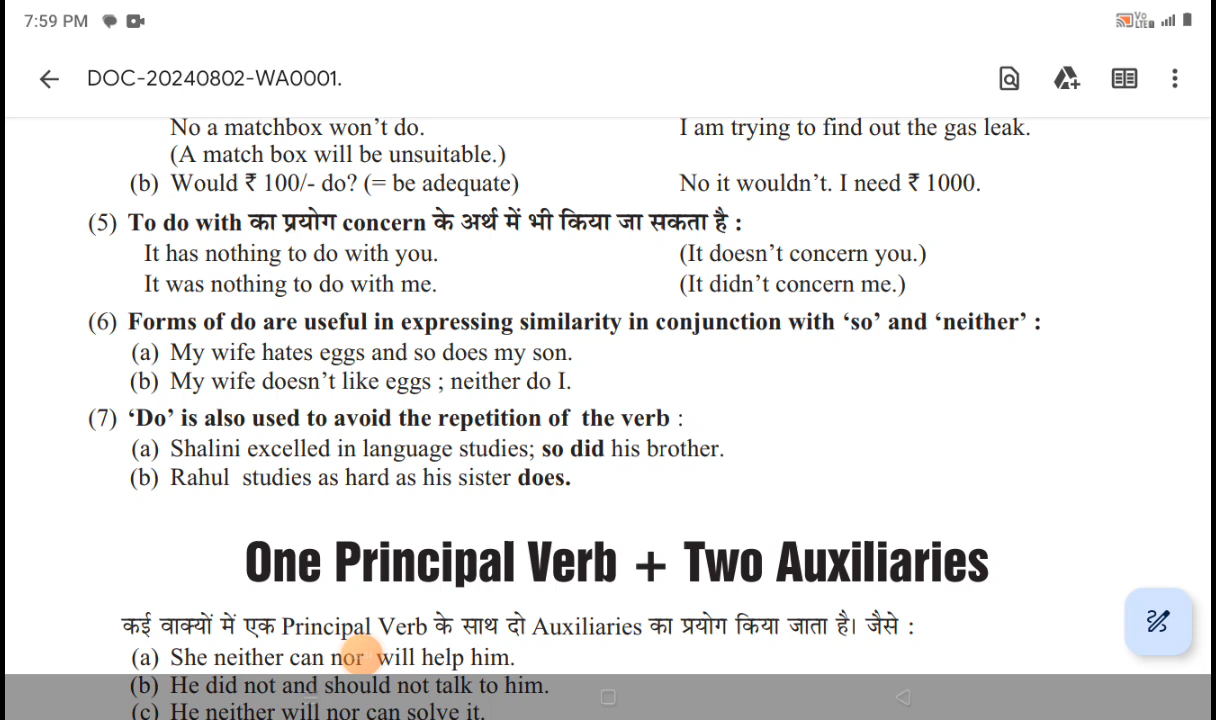 7:59 PM
Vo
LTE
DOC-20240802-WA0001.
No a matchbox won’t do. I am trying to find out the gas leak.
(A match box will be unsuitable.)
(b) Would ₹ 100/- do? (= be adequate) No it wouldn’t. I need ₹ 1000.
(5) To do with का प्रयोग concern के अर्थ में भी किया जा सकता है :
It has nothing to do with you. (It doesn’t concern you.)
It was nothing to do with me. (It didn’t concern me.)
(6) Forms of do are useful in expressing similarity in conjunction with ‘so’ and ‘neither’ :
(a) My wife hates eggs and so does my son.
(b) My wife doesn’t like eggs ; neither do I.
(7) ‘Do’ is also used to avoid the repetition of the verb :
(a) Shalini excelled in language studies; so did his brother.
(b) Rahul studies as hard as his sister does.
One Principal Verb + Two Auxiliaries
कई वाक्यों में एक Principal Verb के साथ दो Auxiliaries का प्रयोग किया जाता है। जैसे :
(a) She neither can nor will help him.
(b) He did not and should not talk to him.
(c) He neither will nor can solve it.